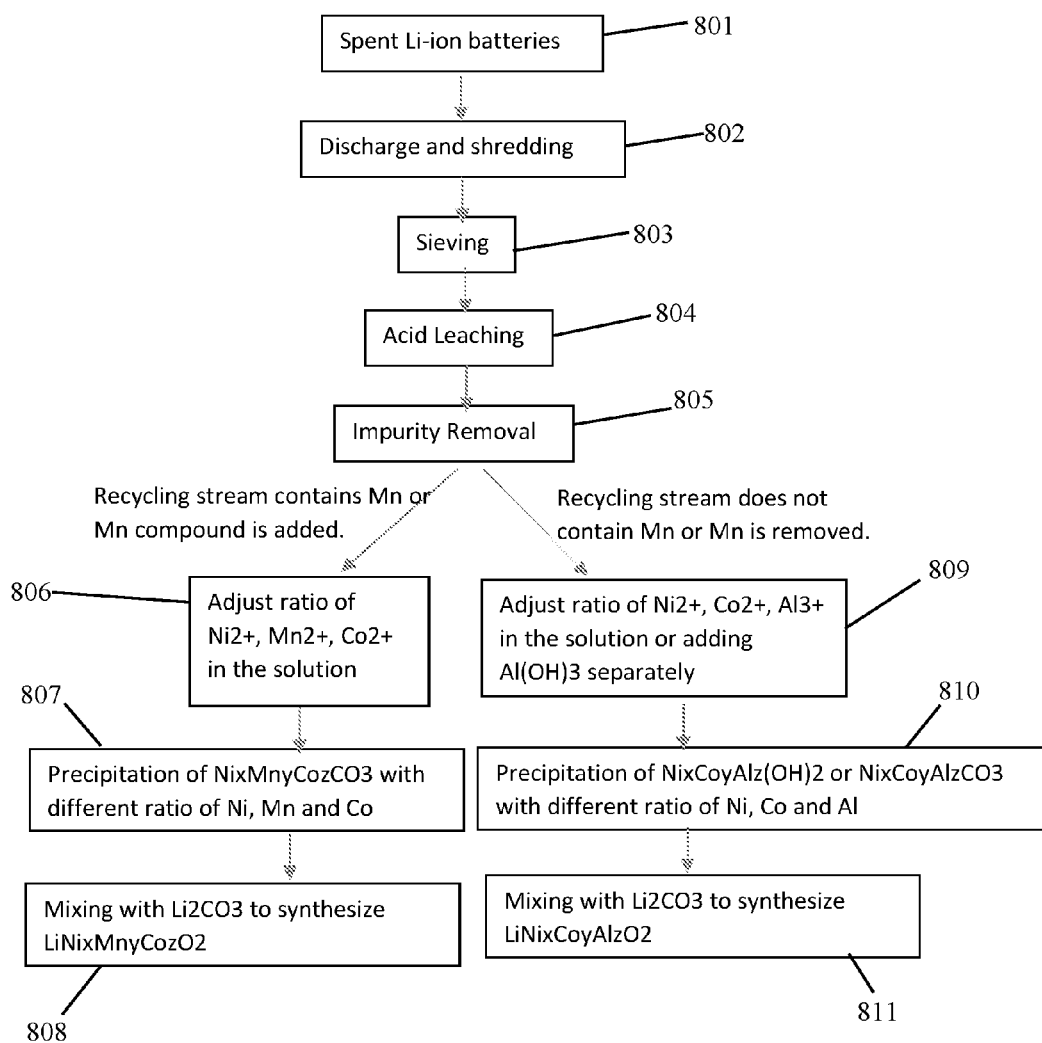 Spent Li-ion batteries
801
Discharge and shredding
802
Sieving
803
Acid Leaching
804
Impurity Removal
805
Recycling stream contains Mn or
Mn compound is added.
Recycling stream does not
contain Mn or Mn is removed.
806
Adjust ratio of
Ni2+, Mn2+, Co2+
in the solution
809
Adjust ratio of Ni2+, Co2+, Al3+
in the solution or adding
Al(OH)3 separately
807
Precipitation of NixMnyCozCO3 with
different ratio of Ni, Mn and Co
810
Precipitation of NixCoyAlz(OH)2 or NixCoyAlzCO3
with different ratio of Ni, Co and Al
Mixing with Li2CO3 to synthesize
LiNixMnyCozO2
808
Mixing with Li2CO3 to synthesize
LiNixCoyAlzO2
811